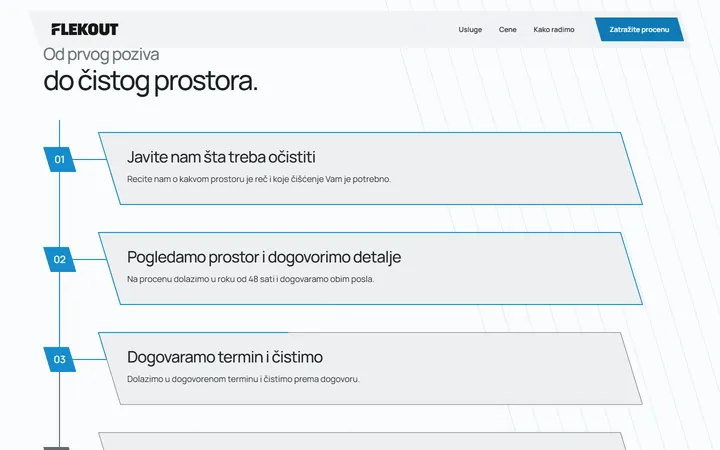 FLEKOUT
Usluge
Cene
Kako radimo
Zatražite procenu
Od prvog poziva
do čistog prostora.
01
Javite nam šta treba očistiti
Recite nam o kakvom prostoru je reč i koje čišćenje Vam je potrebno.
02
Pogledamo prostor i dogovorimo detalje
Na procenu dolazimo u roku od 48 sati i dogovaramo obim posla.
03
Dogovaramo termin i čistimo
Dolazimo u dogovorenom terminu i čistimo prema dogovoru.